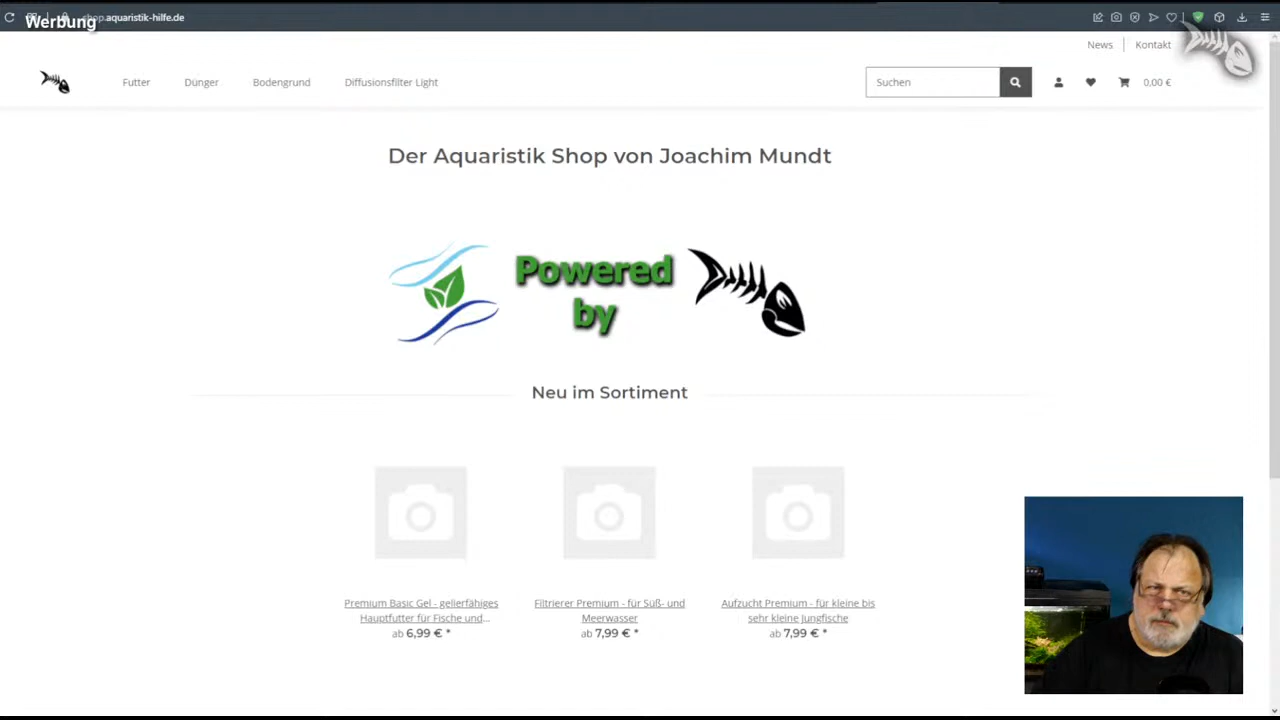 Werbung
shop.aquaristik-hilfe.de
News
Kontakt
Futter
Dünger
Bodengrund
Diffusionsfilter Light
Suchen
0,00 €
Der Aquaristik Shop von Joachim Mundt
Powered
by
Neu im Sortiment
Premium Basic Gel - gelierfähiges
Hauptfutter für Fische und...
ab 6,99 € *
Filtrierer Premium - für Süß- und
Meerwasser
ab 7,99 € *
Aufzucht Premium - für kleine bis
sehr kleine Jungfische
ab 7,99 € *